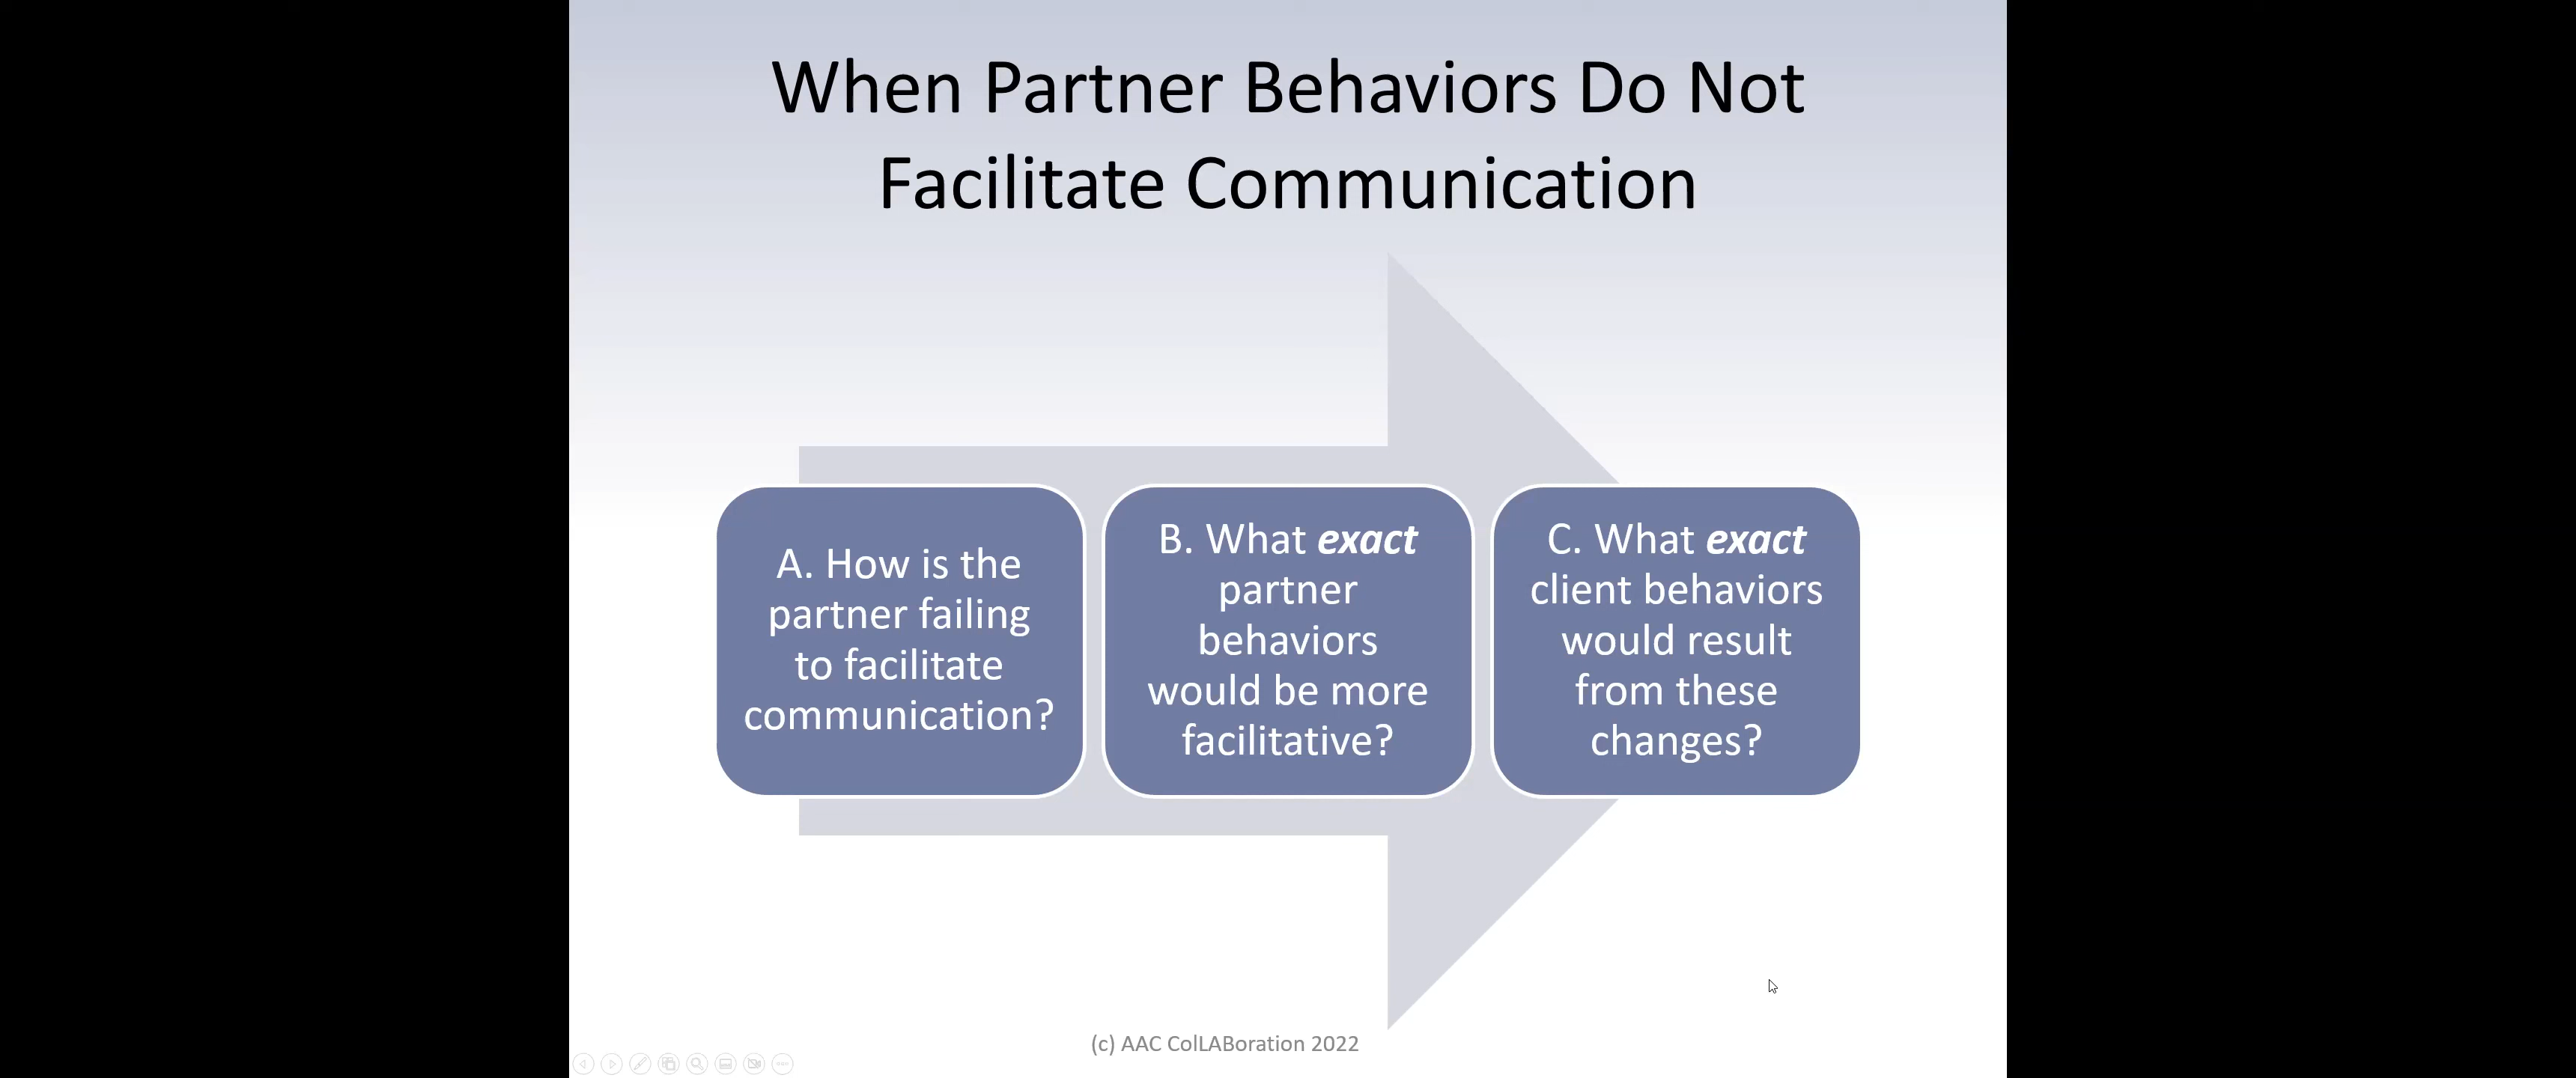 When Partner Behaviors Do Not
Facilitate Communication
A. How is the
partner failing
to facilitate
communication?
B. What exact
partner
behaviors
would be more
facilitative?
C. What exact
client behaviors
would result
from these
changes?
(c) AAC ColLABoration 2022